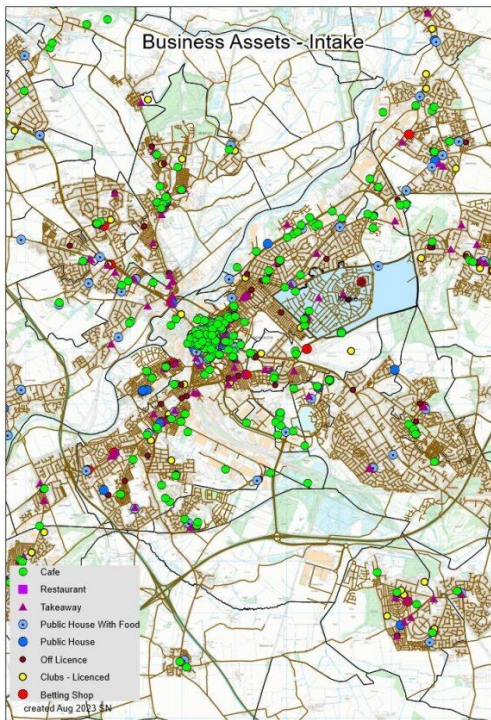 Business Assets - Intake
Cafe
Restaurant
Takeaway
Public House With Food
Public House
Off Licence
Clubs - Licenced
Betting Shop
created Aug 2023 SN